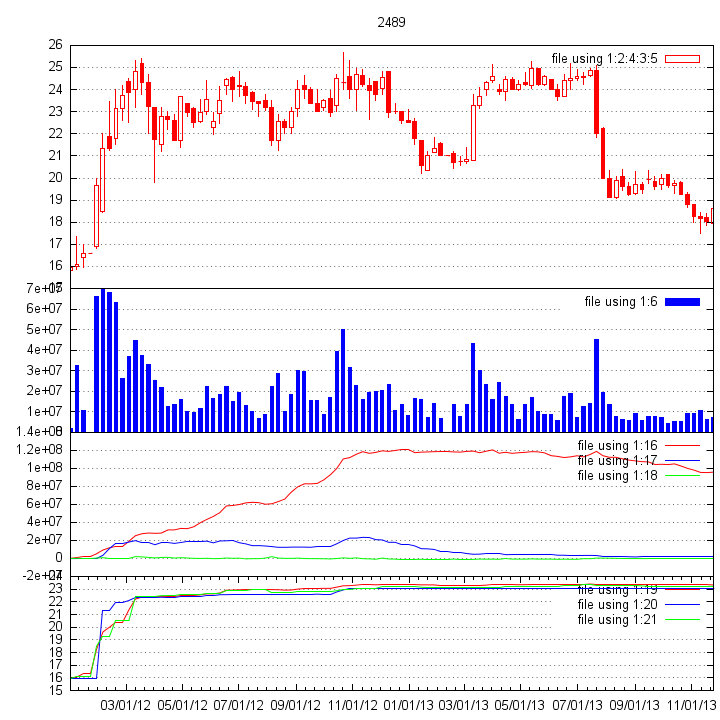 2489
26
file using 1:2:4:3:5
25
24
23
22
21
20
19
18
17
16
7e+07
file using 1:6
6e+07
5e+07
4e+07
3e+07
2e+07
1e+07
1.4e+08
file using 1:16
1.2e+08
file using 1:17
1e+08
file using 1:18
8e+07
6e+07
4e+07
2e+07
0
-2e+07
23
file using 1:19
22
file using 1:20
21
file using 1:21
20
19
18
17
16
15
03/01/12 05/01/12 07/01/12 09/01/12 11/01/12 01/01/13 03/01/13 05/01/13 07/01/13 09/01/13 11/01/13